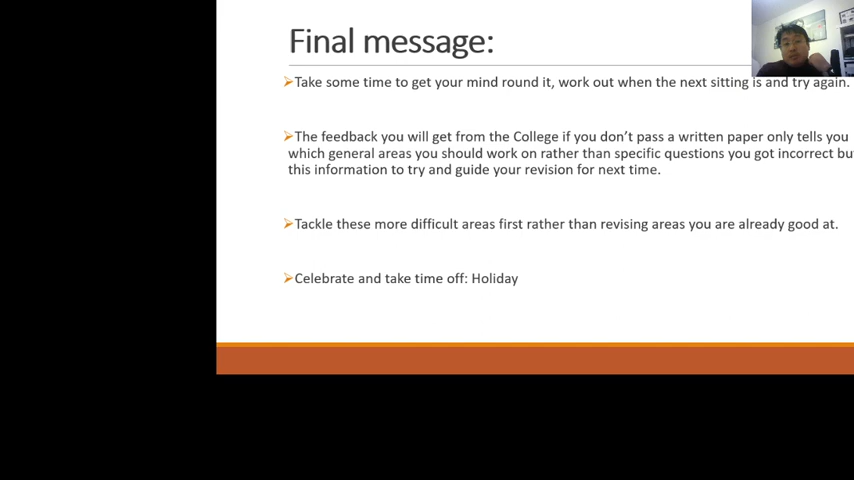 Final message:
➢Take some time to get your mind round it, work out when the next sitting is and try again.
➢The feedback you will get from the College if you don't pass a written paper only tells you
which general areas you should work on rather than specific questions you got incorrect bu
this information to try and guide your revision for next time.
➢Tackle these more difficult areas first rather than revising areas you are already good at.
➢Celebrate and take time off: Holiday